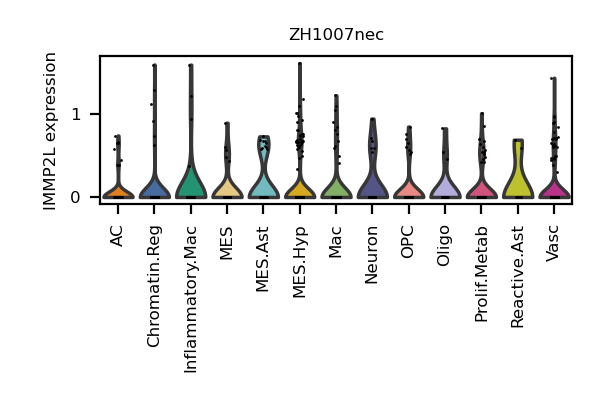 ZH1007nec
IMMP2L expression
1
0
AC
Chromatin.Reg
Inflammatory.Mac
MES
MES.Ast
MES.Hyp
Mac
Neuron
OPC
Oligo
Prolif.Metab
Reactive.Ast
Vasc